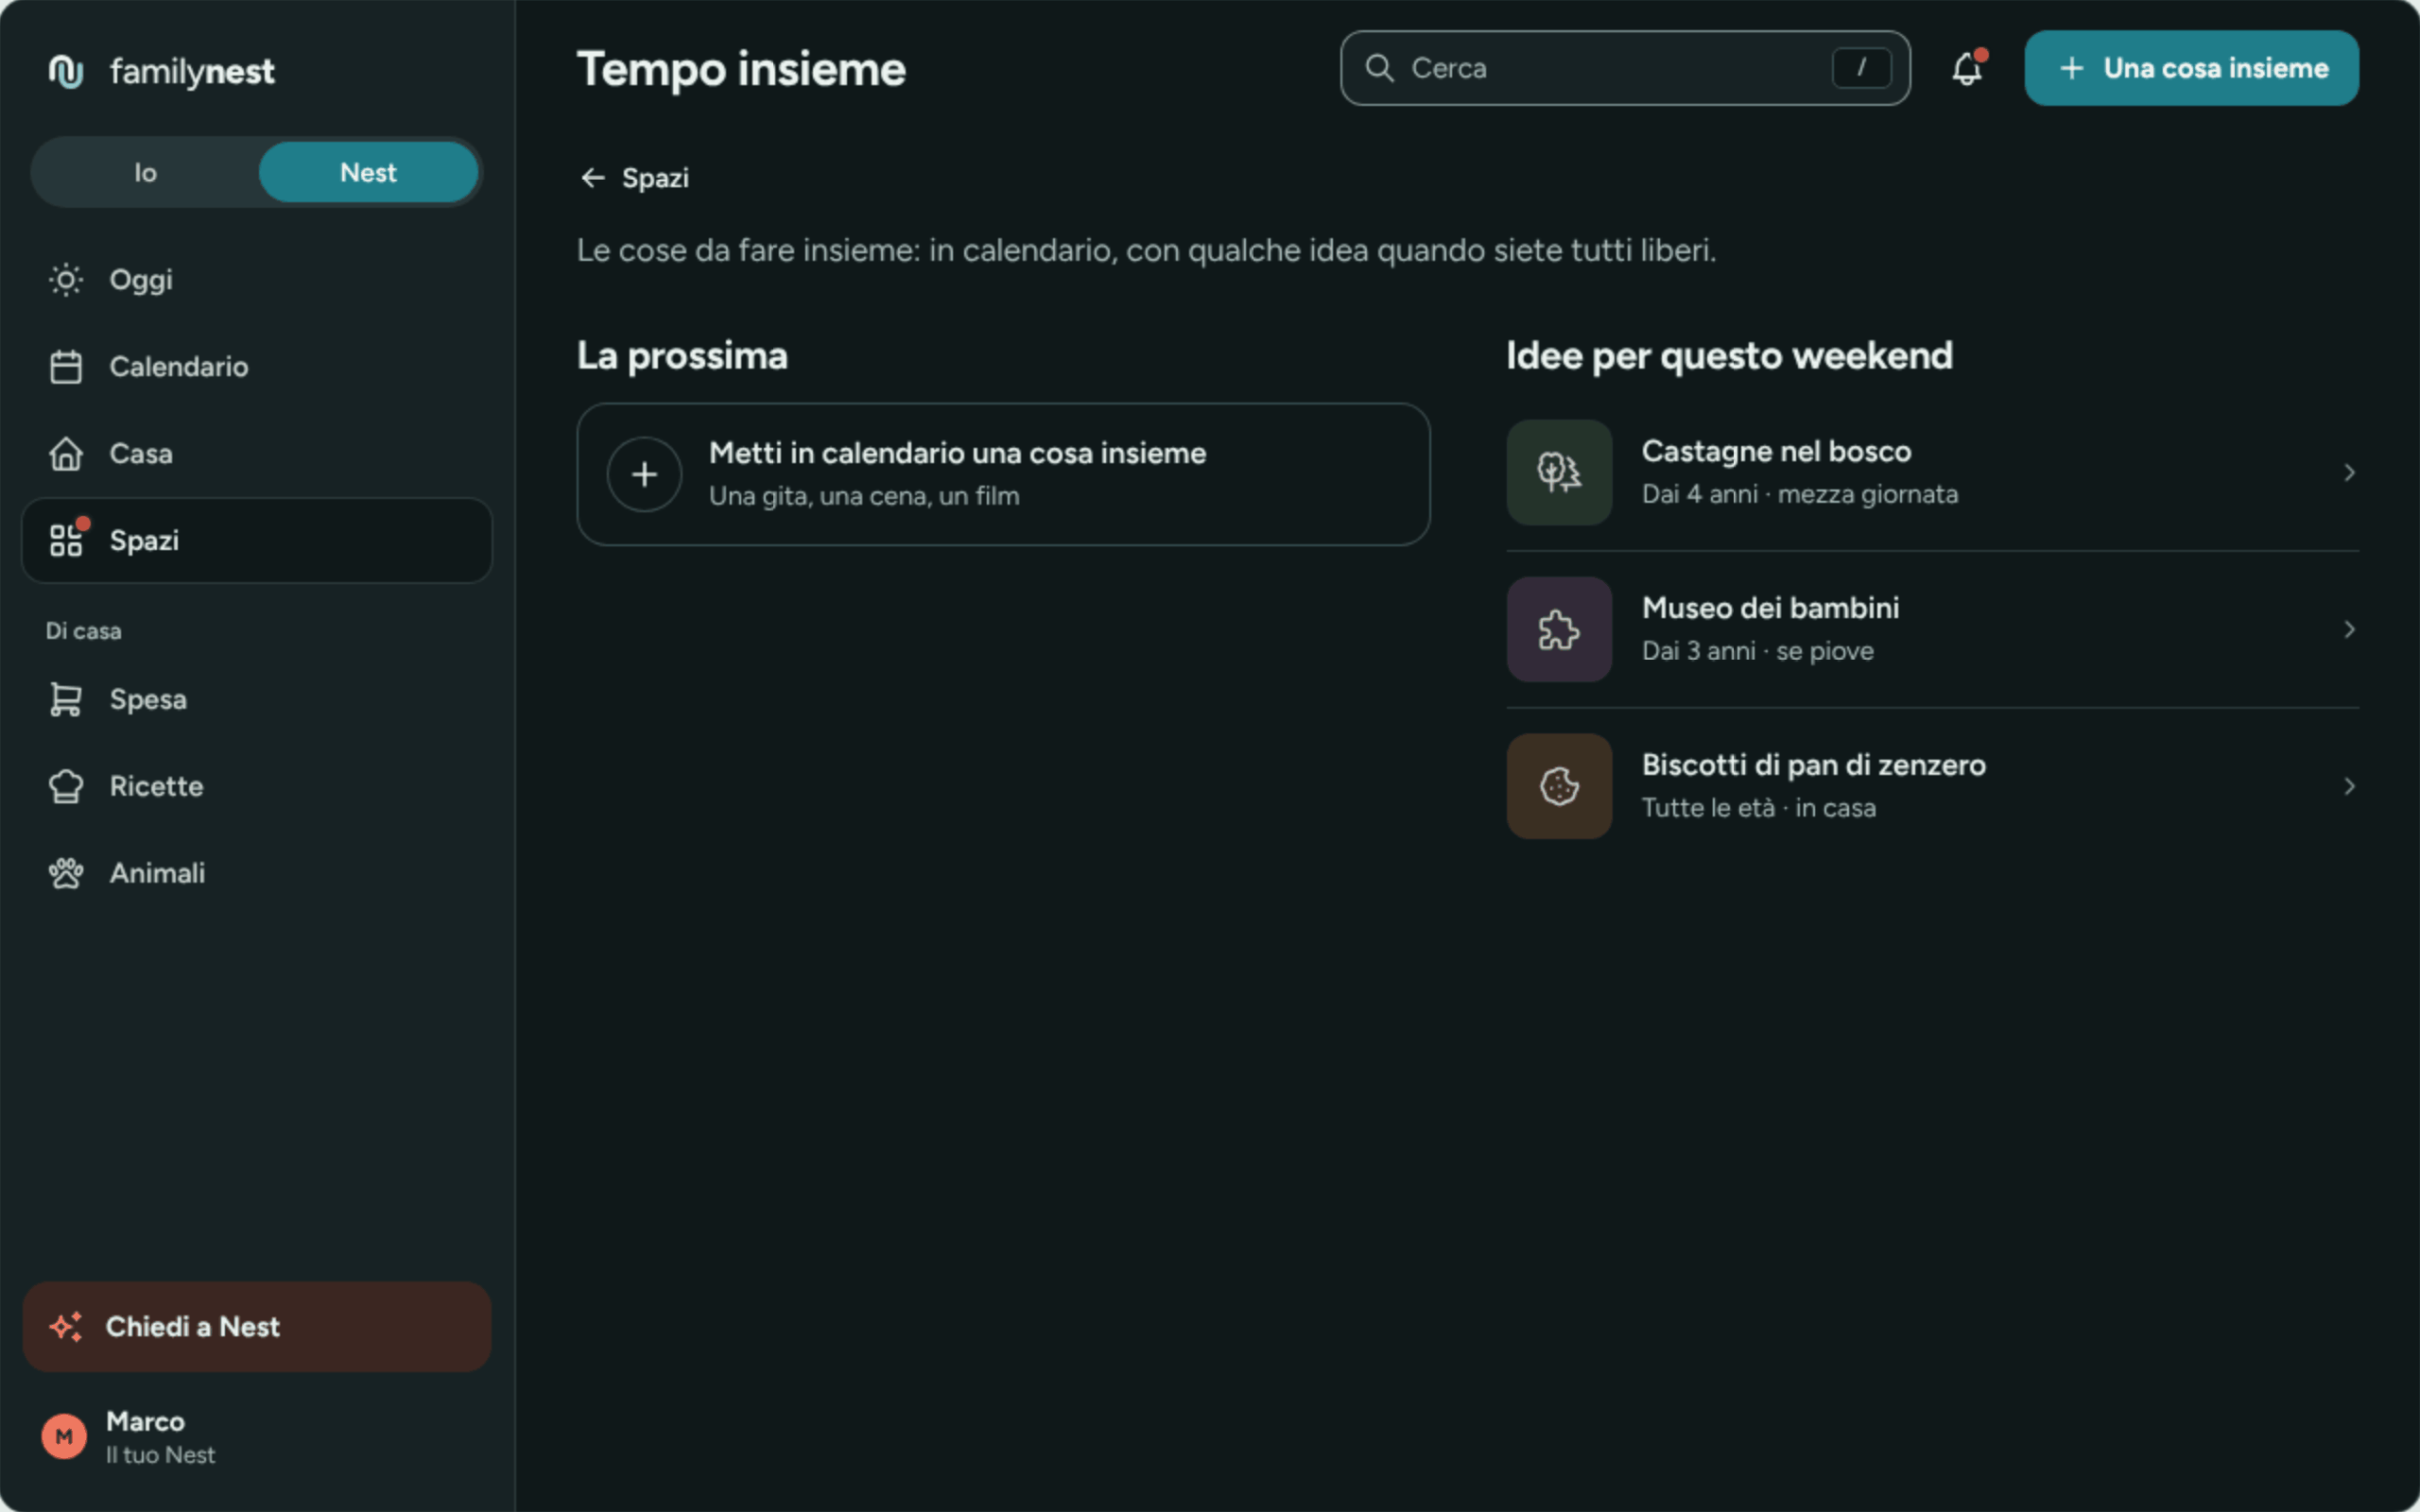 familynest
Io
Nest
Oggi
Calendario
Casa
Spazi
Di casa
Spesa
Ricette
Animali
Chiedi a Nest
M
Marco
Il tuo Nest
Tempo insieme
Cerca
/
+ Una cosa insieme
← Spazi
Le cose da fare insieme: in calendario, con qualche idea quando siete tutti liberi.
La prossima
Metti in calendario una cosa insieme
Una gita, una cena, un film
Idee per questo weekend
Castagne nel bosco
Dai 4 anni · mezza giornata
Museo dei bambini
Dai 3 anni · se piove
Biscotti di pan di zenzero
Tutte le età · in casa